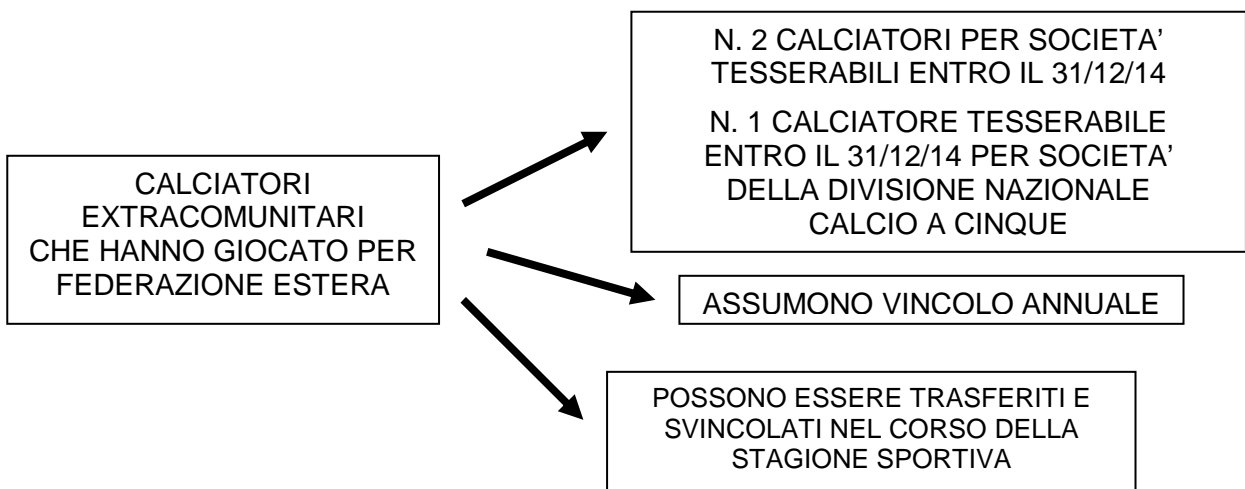 CALCIATORI
EXTRACOMUNITARI
CHE HANNO GIOCATO PER
FEDERAZIONE ESTERA
N. 2 CALCIATORI PER SOCIETA’
TESSERABILI ENTRO IL 31/12/14
N. 1 CALCIATORE TESSERABILE
ENTRO IL 31/12/14 PER SOCIETA’
DELLA DIVISIONE NAZIONALE
CALCIO A CINQUE
ASSUMONO VINCOLO ANNUALE
POSSONO ESSERE TRASFERITI E
SVINCOLATI NEL CORSO DELLA
STAGIONE SPORTIVA